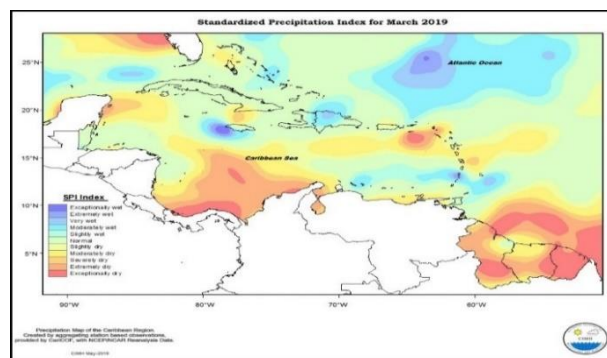 Standardized Precipitation Index for March 2019
25°N
Atlantic Ocean
20°N
15°N
Caribbean Sea
SPI Index
Exceptionally wet
Extremely wet
Very wet
Moderately wet
Slightly wet
Normal
Slightly dry
Moderately dry
Severely dry
Extremely dry
Exceptionally dry
10°N
5°N
90°W
80°W
70°W
60°W
Precipitation Map of the Caribbean Region.
Created by aggregating station based observations,
provided by CariCOF, with NCEP/NCAR Reanalysis Data.
CIMH May-2019